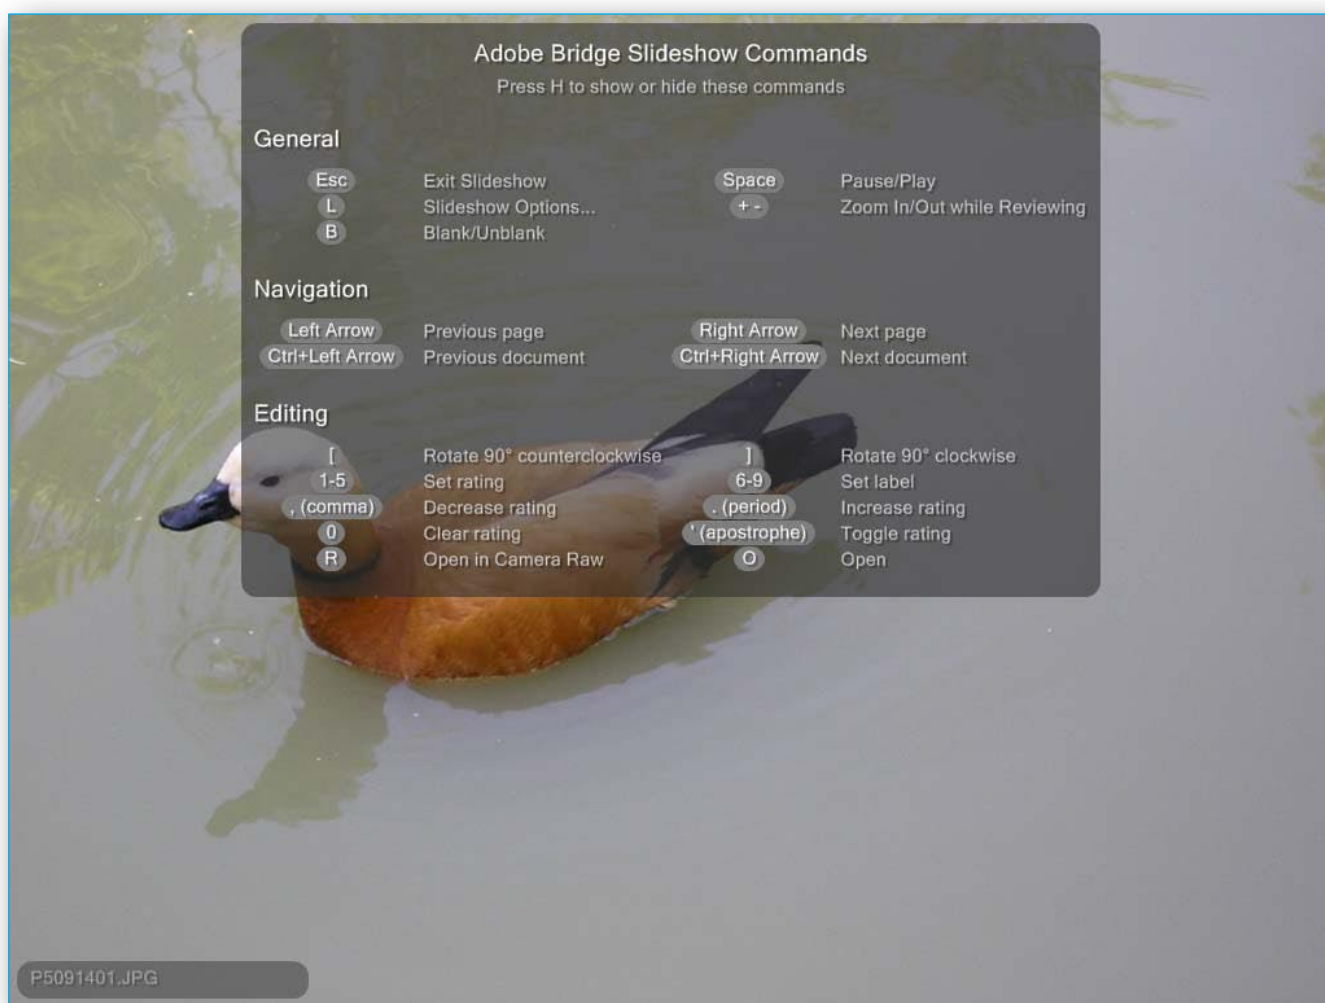 Adobe Bridge Slideshow Commands
Press H to show or hide these commands
General
Esc Exit Slideshow Space Pause/Play
L Slideshow Options... + - Zoom In/Out while Reviewing
B Blank/Unblank
Navigation
Left Arrow Previous page Right Arrow Next page
Ctrl+Left Arrow Previous document Ctrl+Right Arrow Next document
Editing
[ Rotate 90° counterclockwise ] Rotate 90° clockwise
1-5 Set rating 6-9 Set label
, (comma) Decrease rating . (period) Increase rating
0 Clear rating ' (apostrophe) Toggle rating
R Open in Camera Raw O Open
P5091401.JPG